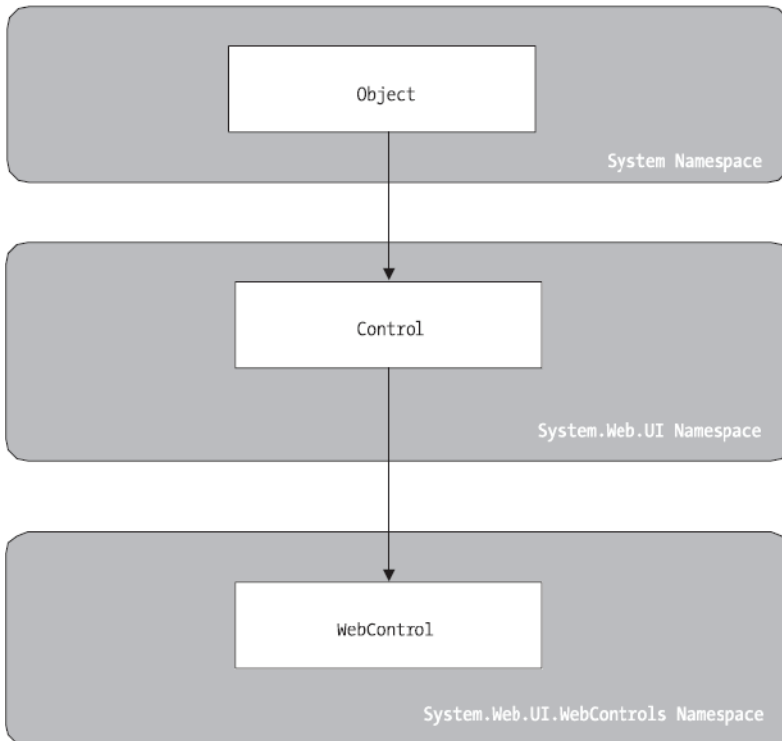 Object
System Namespace
Control
System.Web.UI Namespace
WebControl
System.Web.UI.WebControls Namespace